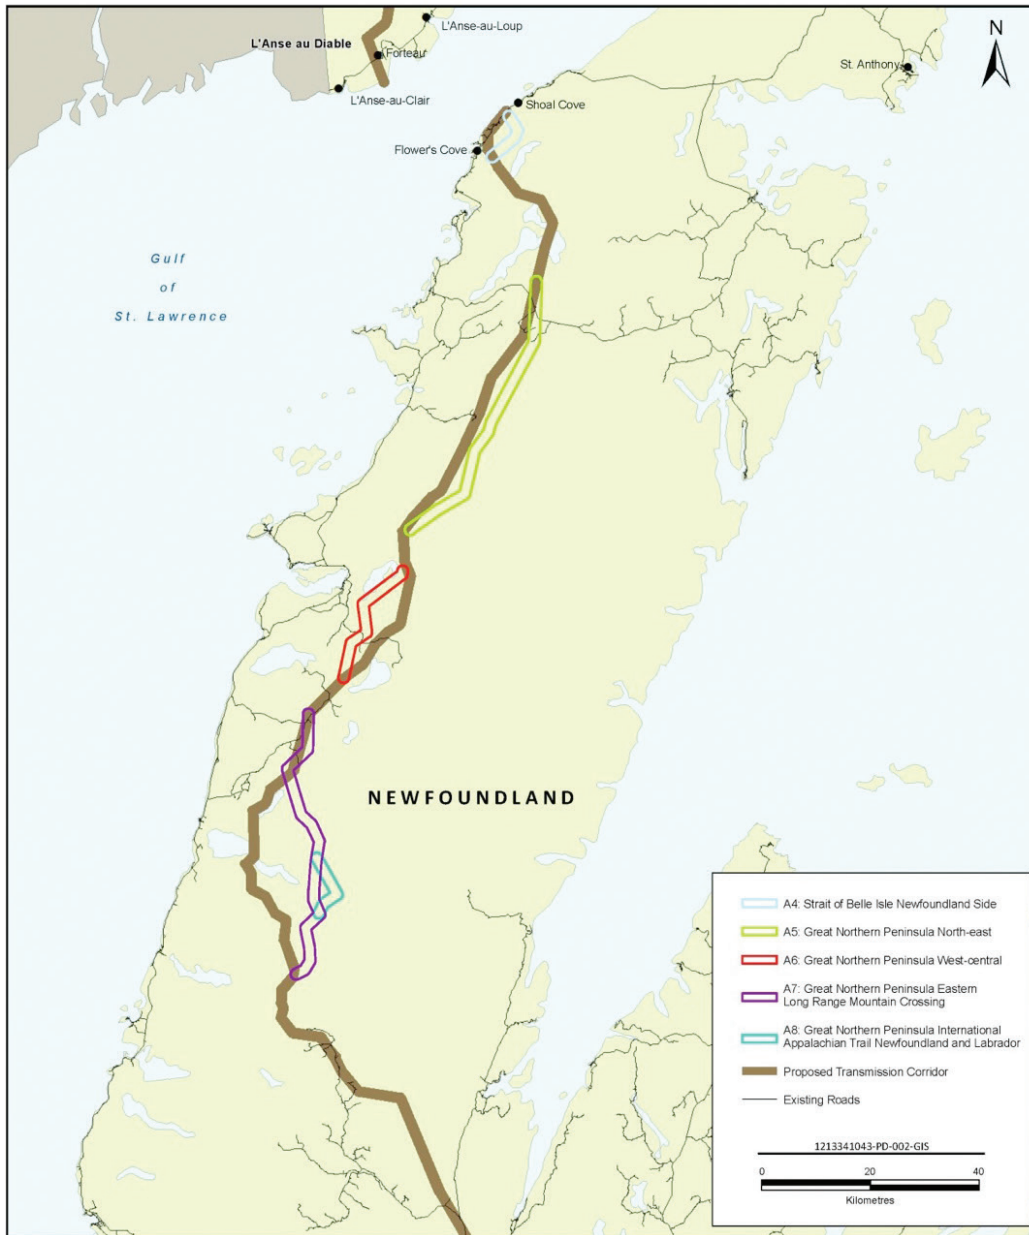 L'Anse-au-Loup
L'Anse au Diable
Forteau
L'Anse-au-Clair
N
St. Anthony
Shoal Cove
Flower's Cove
Gulf
of
St. Lawrence
NEWFOUNDLAND
A4: Strait of Belle Isle Newfoundland Side
A5: Great Northern Peninsula North-east
A6: Great Northern Peninsula West-central
A7: Great Northern Peninsula Eastern
Long Range Mountain Crossing
A8: Great Northern Peninsula International
Appalachian Trail Newfoundland and Labrador
Proposed Transmission Corridor
Existing Roads
1213341043-PD-002-GIS
0 20 40
Kilometres